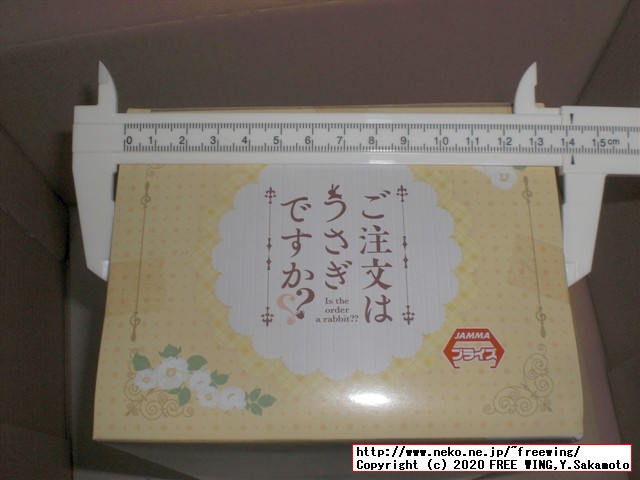 0 1 2 3 4 5 6 7 8 9 10 11 12 13 14 15cm
ご注文は
うさぎ
ですか??
Is the
order
a rabbit??
JAMMA
プライズ
http://www.neko.ne.jp/~freewing/
Copyright (c) 2020 FREE WING,Y.Sakamoto